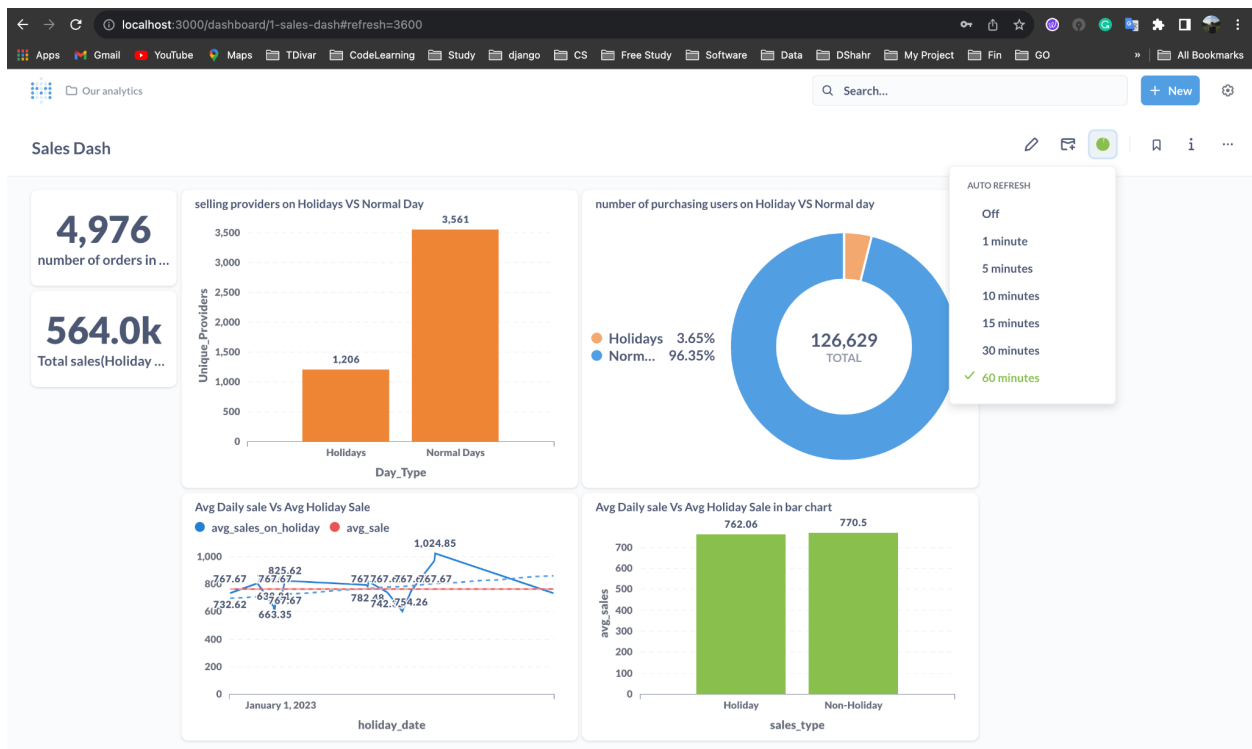 localhost:3000/dashboard/1-sales-dash#refresh=3600
Apps Gmail YouTube Maps TDivar CodeLearning Study django CS Free Study Software Data DShahr My Project Fin GO » All Bookmarks
Our analytics
Search...
+ New
Sales Dash
AUTO REFRESH
Off
1 minute
5 minutes
10 minutes
15 minutes
30 minutes
60 minutes
4,976
number of orders in ...
564.0k
Total sales(Holiday ...
selling providers on Holidays VS Normal Day
3,561
3,500
3,000
2,500
2,000
1,500
1,000
500
0
1,206
Unique_Providers
Holidays Normal Days
Day_Type
number of purchasing users on Holiday VS Normal day
Holidays 3.65%
Norm... 96.35%
126,629
TOTAL
Avg Daily sale Vs Avg Holiday Sale
avg_sales_on_holiday avg_sale
1,024.85
1,000
825.62
767.67 767.67 767.67
732.62
767.67
663.35
754.26
600
400
200
0
January 1, 2023
holiday_date
Avg Daily sale Vs Avg Holiday Sale in bar chart
762.06 770.5
700
600
500
400
300
200
100
0
avg_sales
Holiday Non-Holiday
sales_type